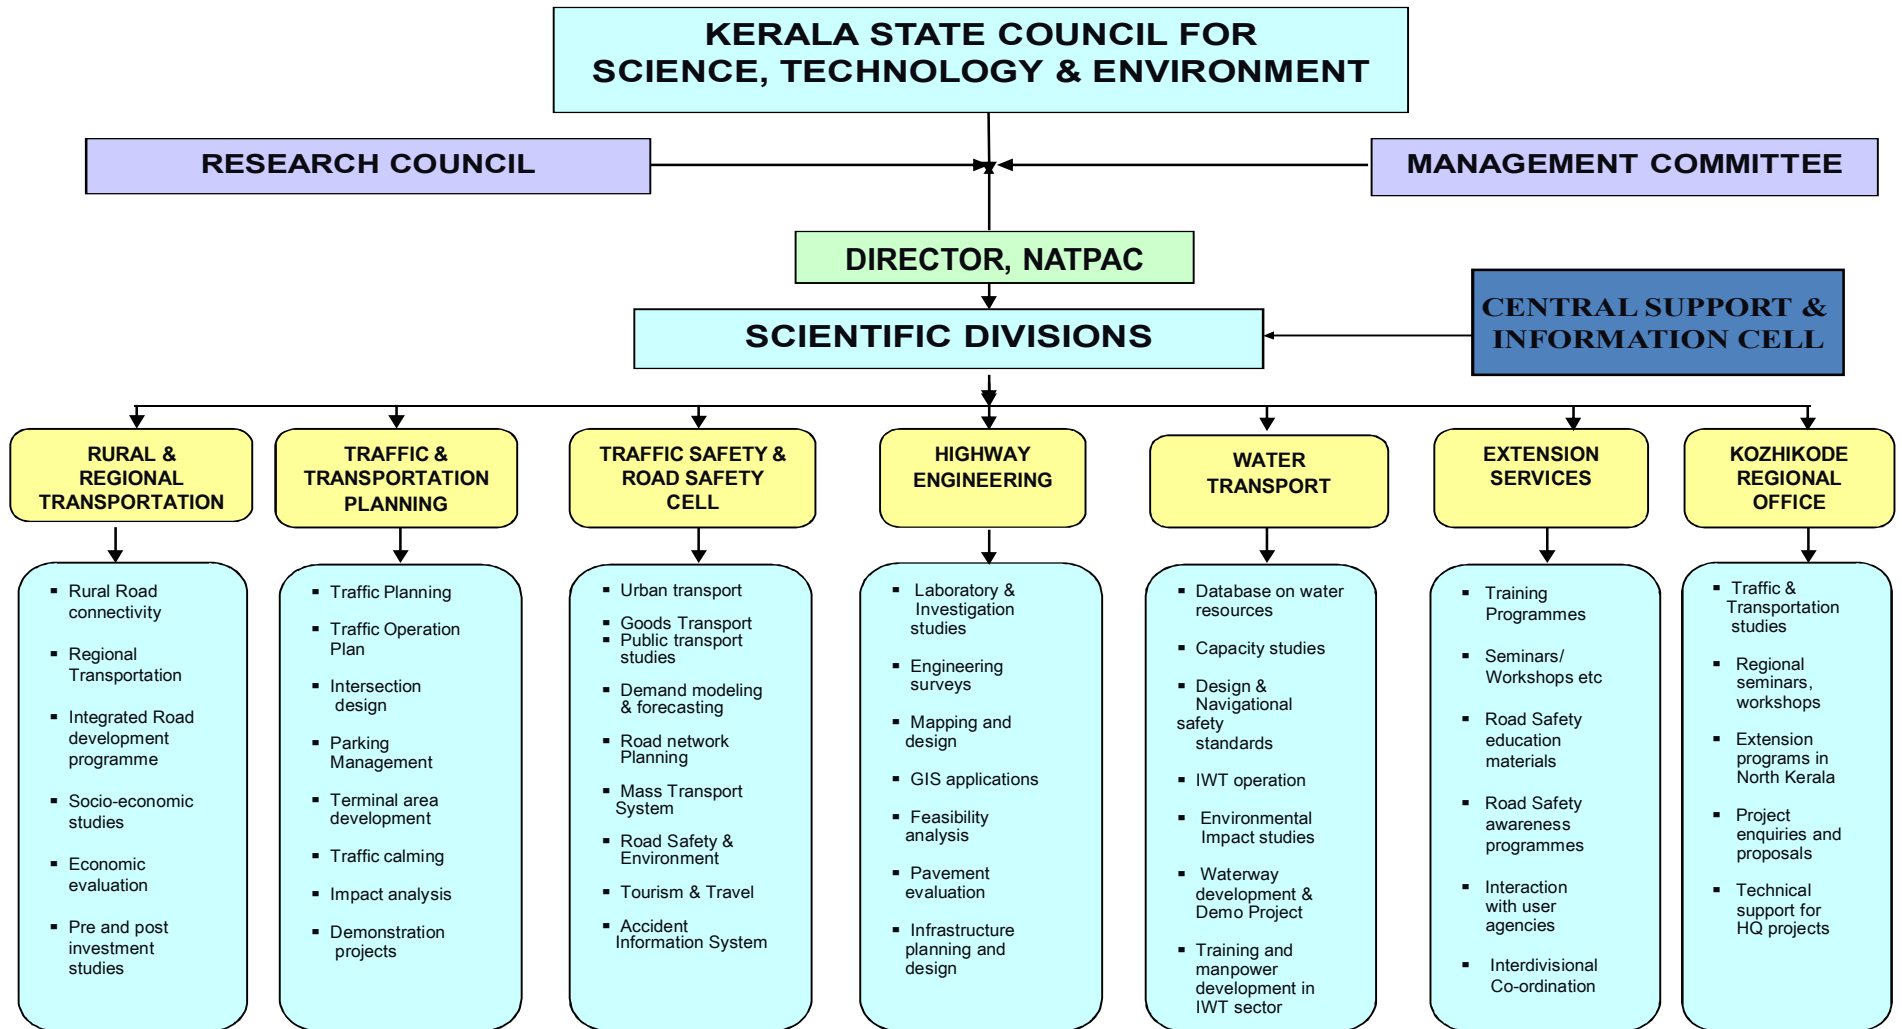 KERALA STATE COUNCIL FOR
SCIENCE, TECHNOLOGY & ENVIRONMENT
RESEARCH COUNCIL
MANAGEMENT COMMITTEE
DIRECTOR, NATPAC
SCIENTIFIC DIVISIONS
CENTRAL SUPPORT &
INFORMATION CELL
RURAL &
REGIONAL
TRANSPORTATION
TRAFFIC &
TRANSPORTATION
PLANNING
TRAFFIC SAFETY &
ROAD SAFETY
CELL
HIGHWAY
ENGINEERING
WATER
TRANSPORT
EXTENSION
SERVICES
KOZHIKODE
REGIONAL
OFFICE
▪ Rural Road
connectivity
▪ Regional
Transportation
▪ Integrated Road
development
programme
▪ Socio-economic
studies
▪ Economic
evaluation
▪ Pre and post
investment
studies
▪ Traffic Planning
▪ Traffic Operation
Plan
▪ Intersection
design
▪ Parking
Management
▪ Terminal area
development
▪ Traffic calming
▪ Impact analysis
▪ Demonstration
projects
▪ Urban transport
▪ Goods Transport
▪ Public transport
studies
▪ Demand modeling
& forecasting
▪ Road network
Planning
▪ Mass Transport
System
▪ Road Safety &
Environment
▪ Tourism & Travel
▪ Accident
Information System
▪ Laboratory &
Investigation
studies
▪ Engineering
surveys
▪ Mapping and
design
▪ GIS applications
▪ Feasibility
analysis
▪ Pavement
evaluation
▪ Infrastructure
planning and
design
▪ Database on water
resources
▪ Capacity studies
▪ Design &
Navigational
safety
standards
▪ IWT operation
▪ Environmental
Impact studies
▪ Waterway
development &
Demo Project
▪ Training and
manpower
development in
IWT sector
▪ Training
Programmes
▪ Seminars/
Workshops etc
▪ Road Safety
education
materials
▪ Road Safety
awareness
programmes
▪ Interaction
with user
agencies
▪ Interdivisional
Co-ordination
▪ Traffic &
Transportation
studies
▪ Regional
seminars,
workshops
▪ Extension
programs in
North Kerala
▪ Project
enquiries and
proposals
▪ Technical
support for
HQ projects